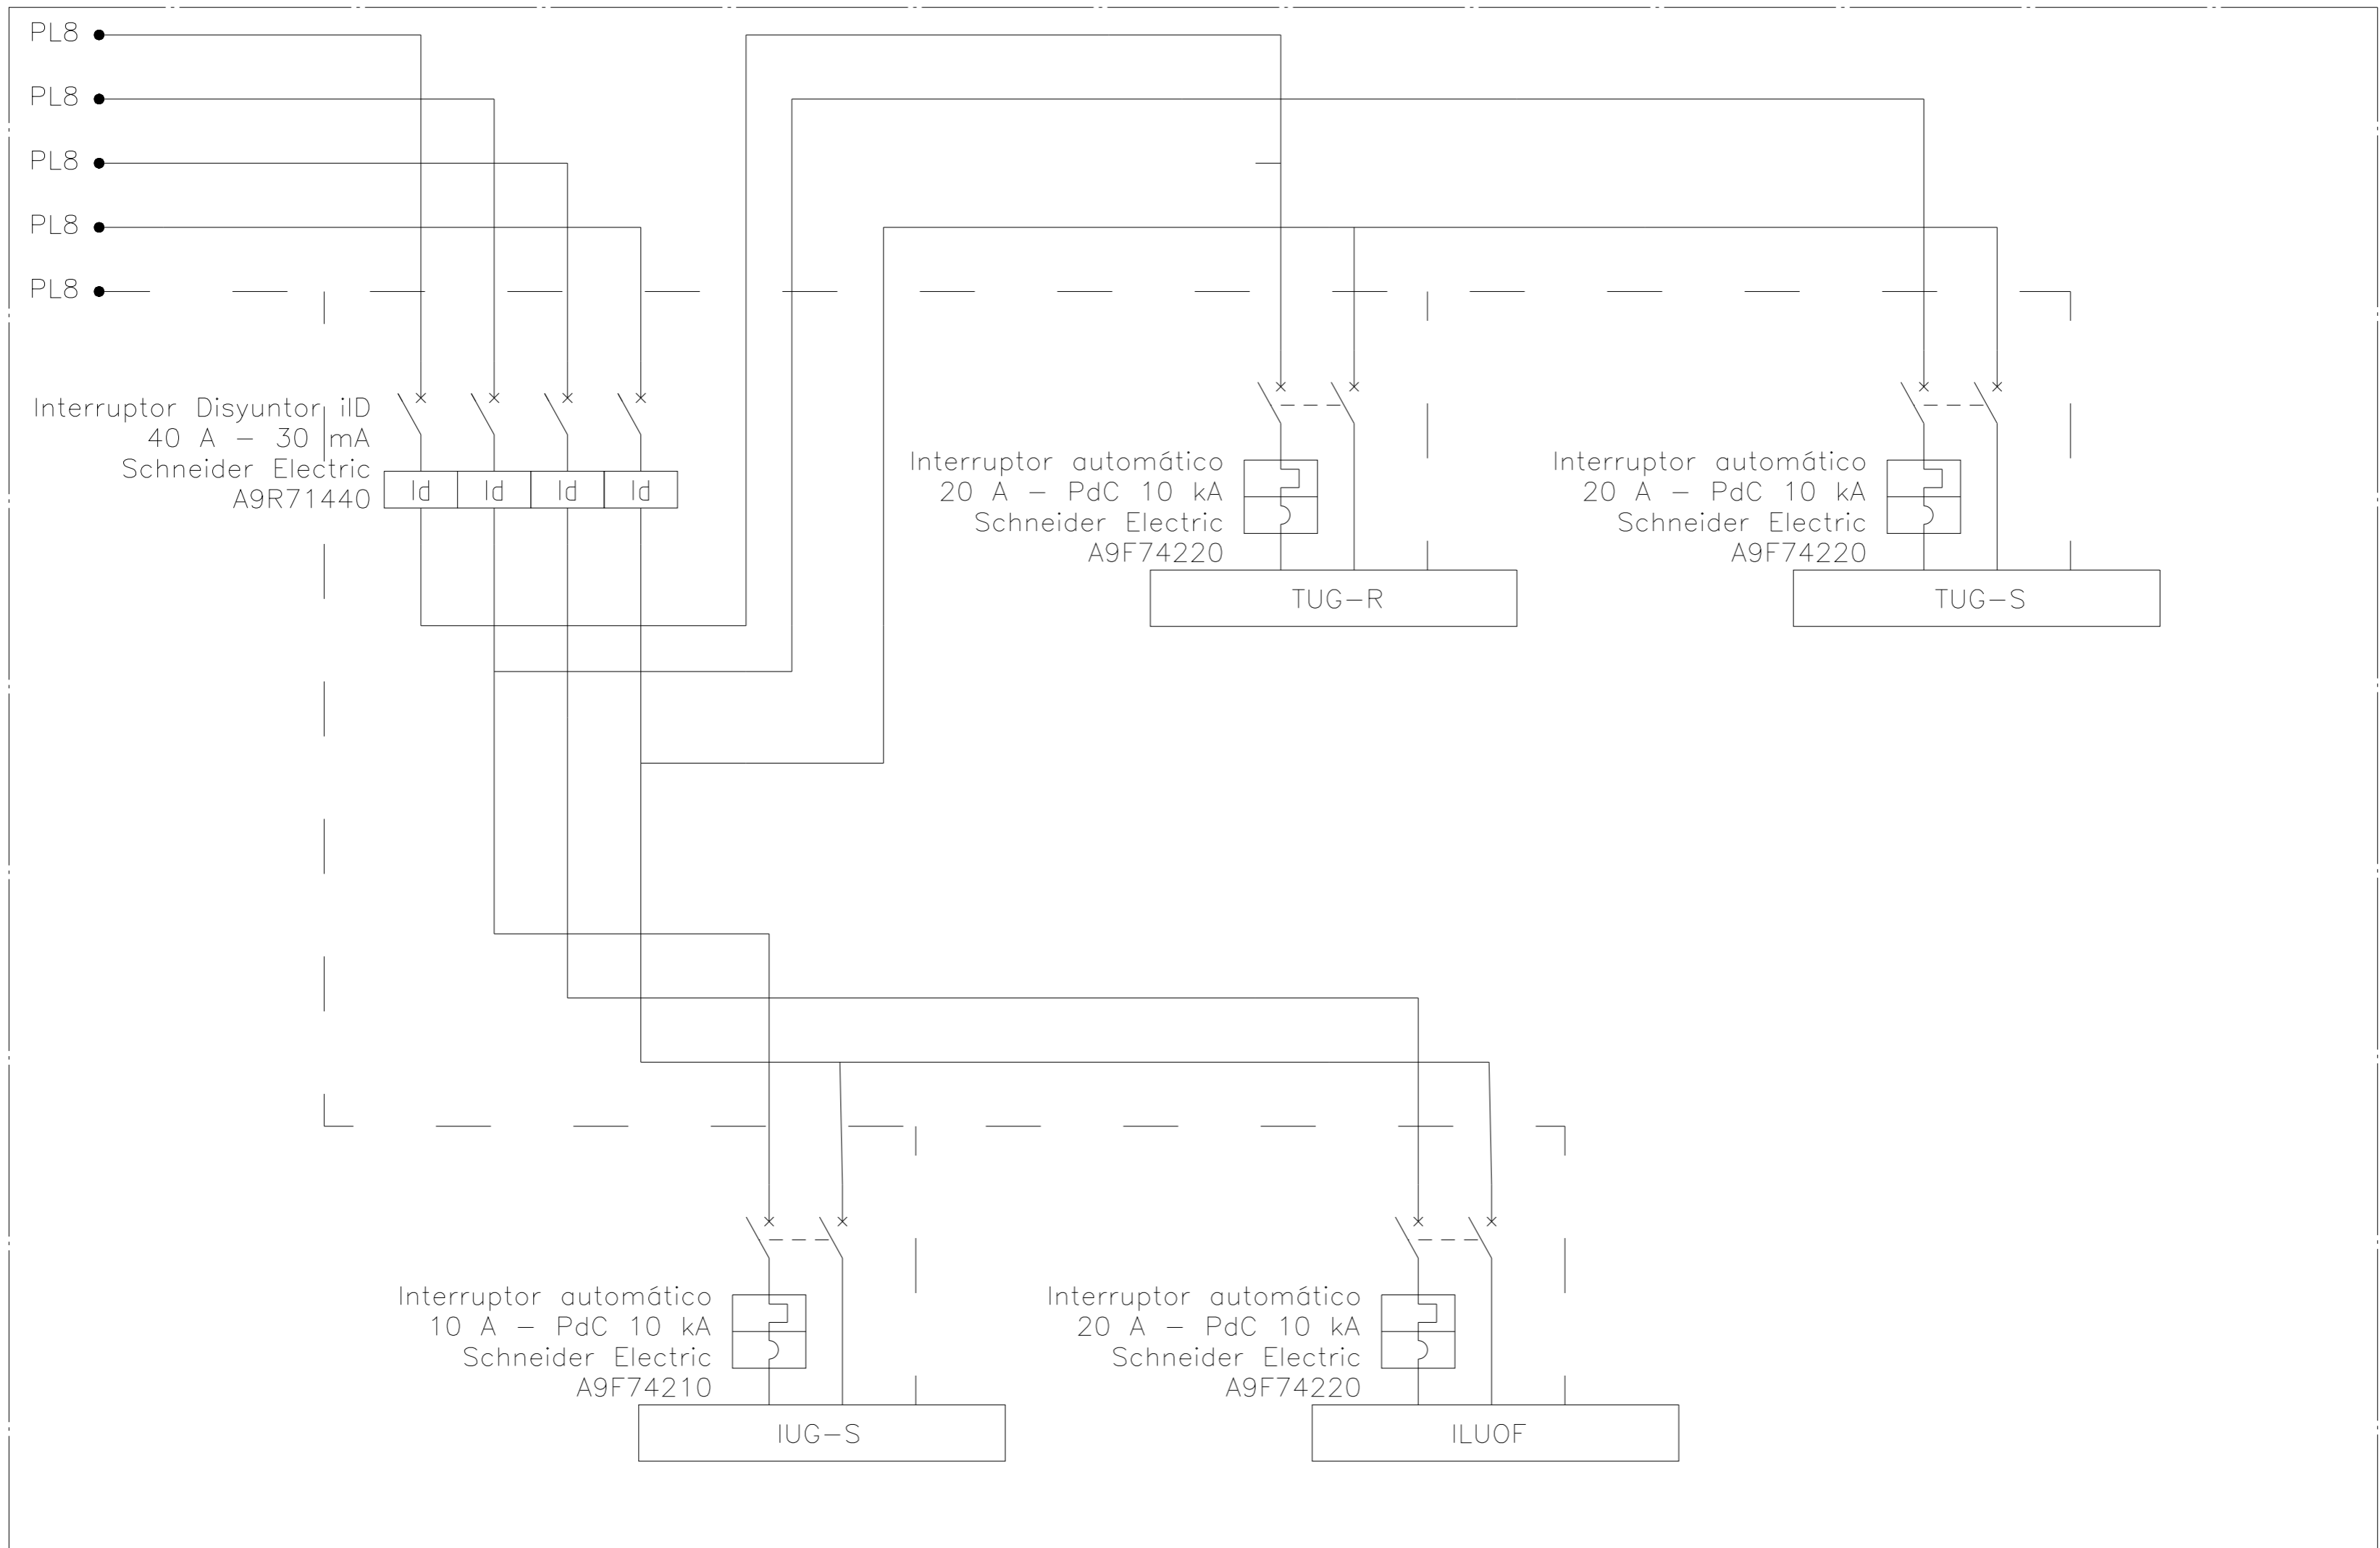 PL8
PL8
PL8
PL8
PL8
Interruptor Disyuntor iID
40 A - 30 mA
Schneider Electric
A9R71440
Id Id Id Id
Interruptor automático
20 A - PdC 10 kA
Schneider Electric
A9F74220
TUG-R
Interruptor automático
20 A - PdC 10 kA
Schneider Electric
A9F74220
TUG-S
Interruptor automático
10 A - PdC 10 kA
Schneider Electric
A9F74210
IUG-S
Interruptor automático
20 A - PdC 10 kA
Schneider Electric
A9F74220
ILUOF